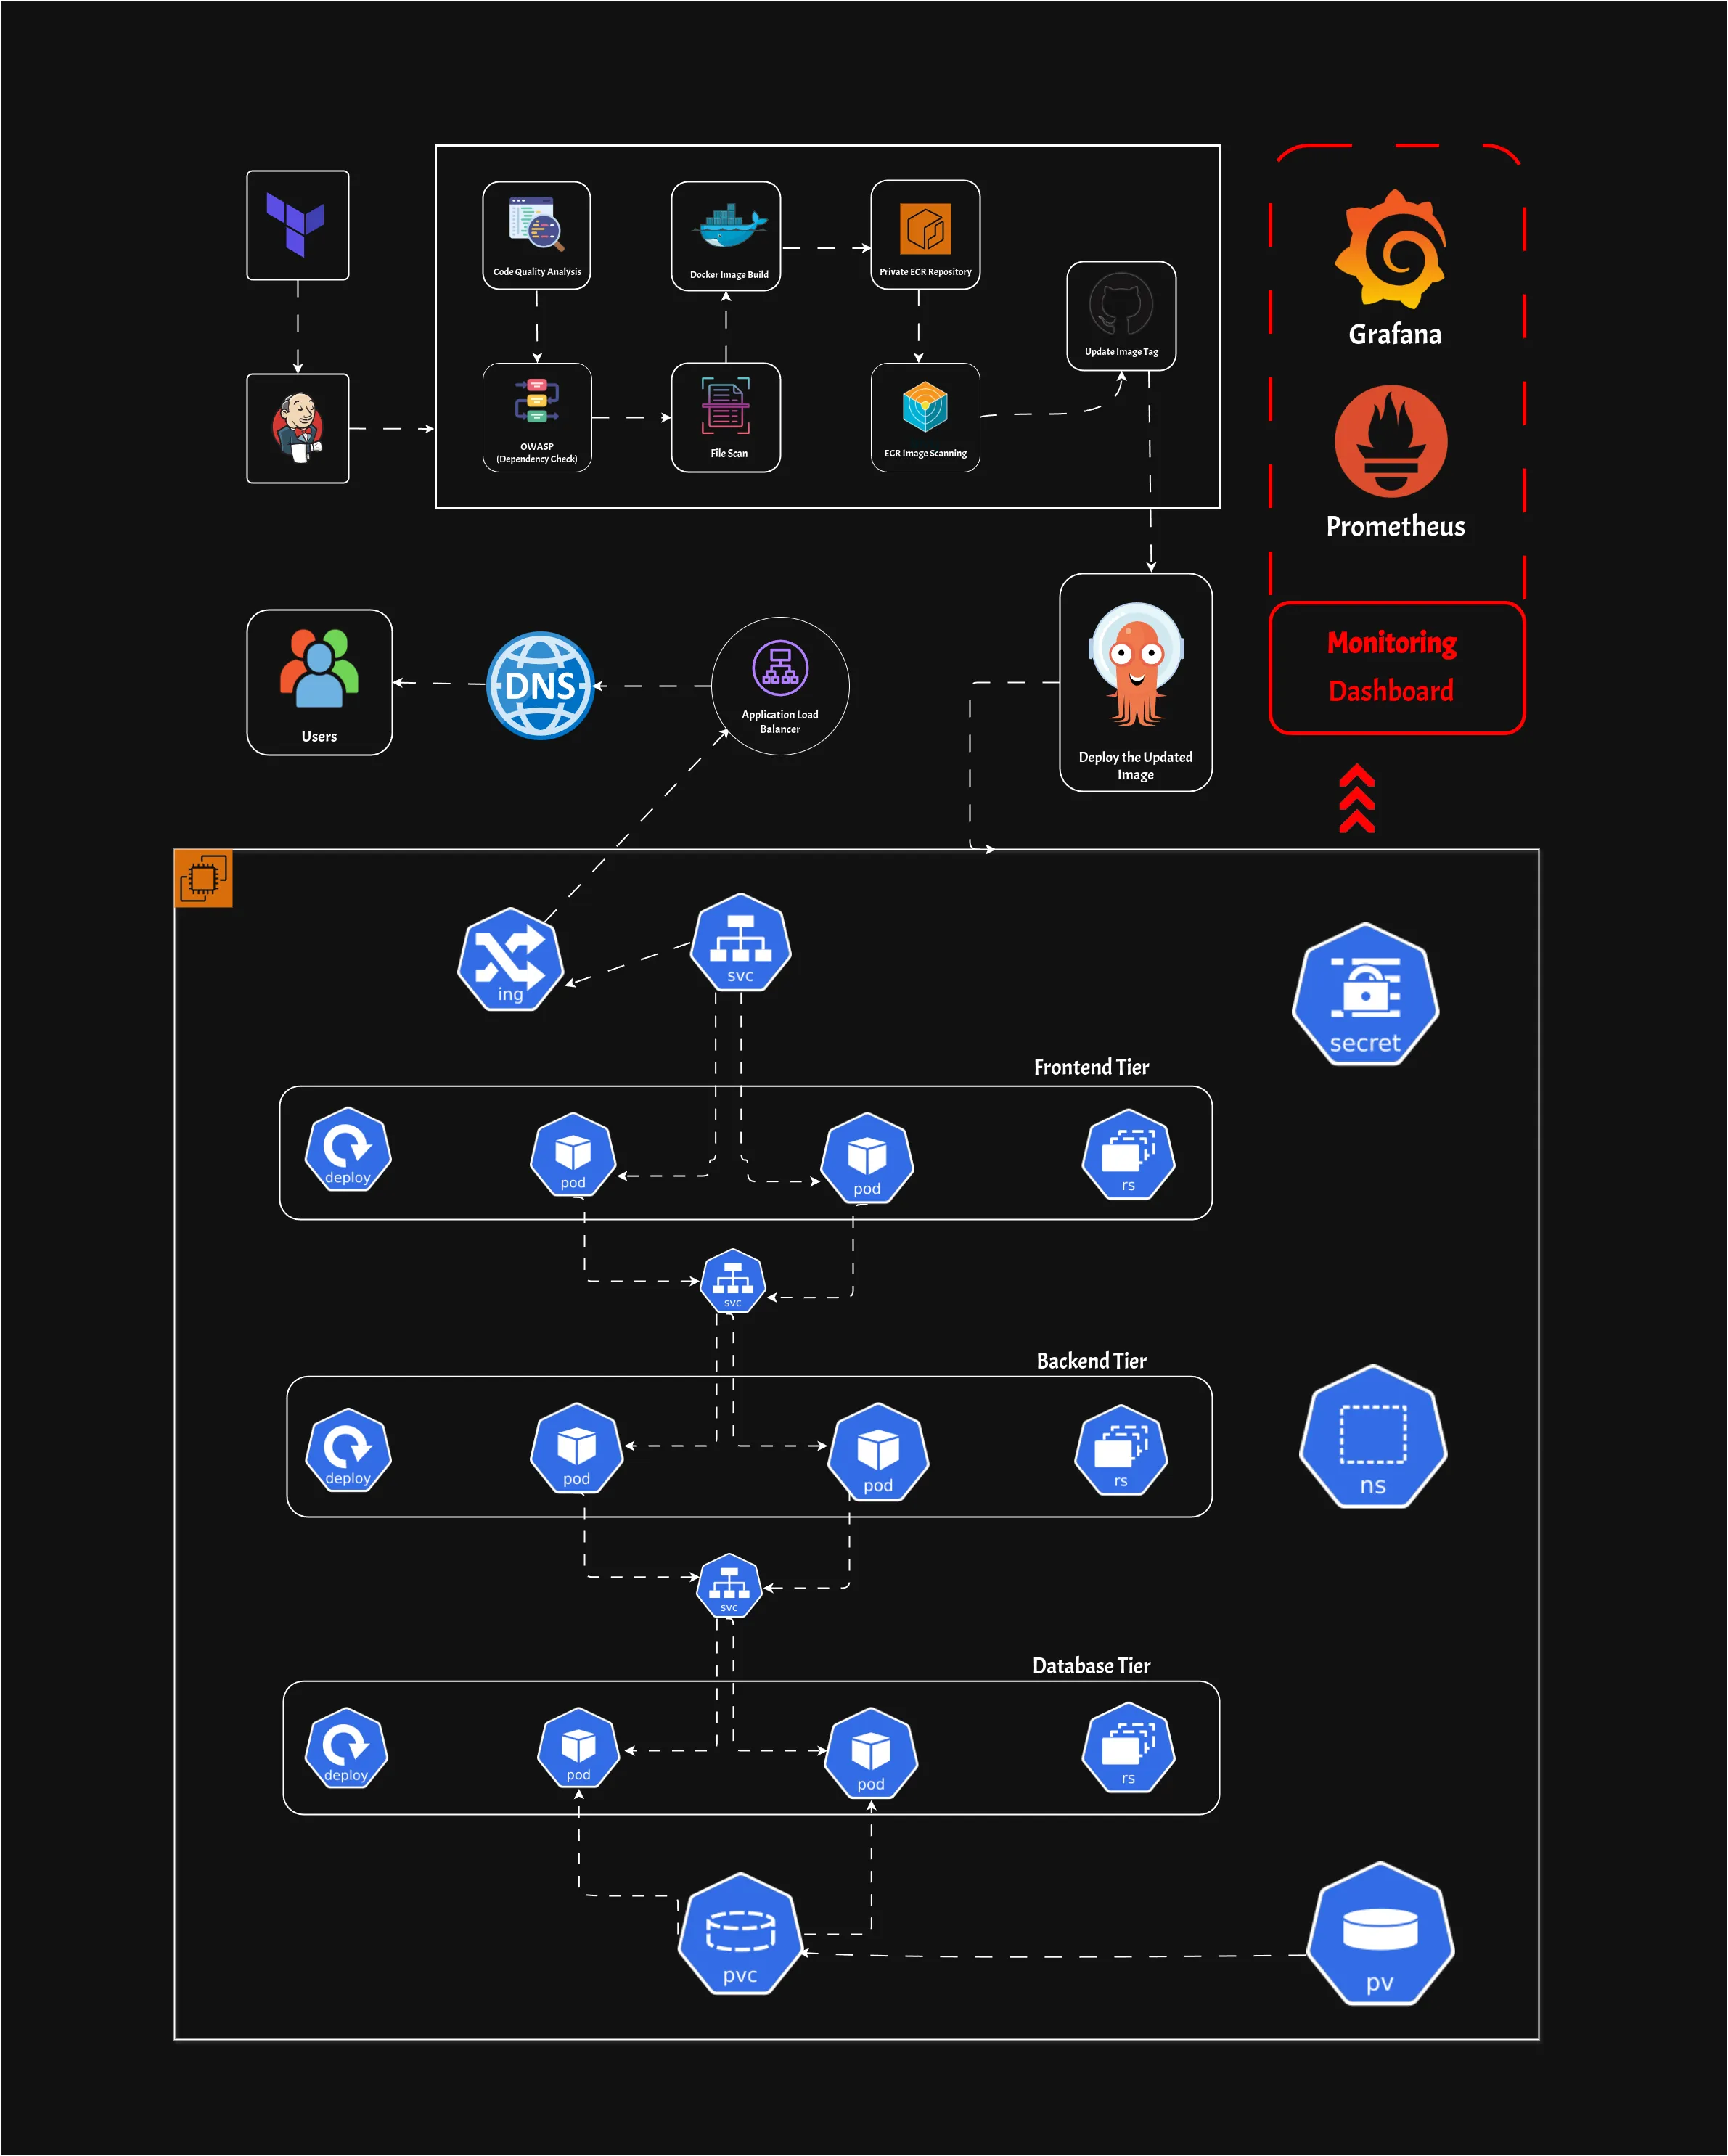 Code Quality Analysis
Docker Image Build
Private ECR Repository
Update Image Tag
OWASP
(Dependency Check)
File Scan
ECR Image Scanning
Grafana
Prometheus
Monitoring
Dashboard
Users
DNS
Application Load
Balancer
Deploy the Updated
Image
ing
svc
secret
Frontend Tier
deploy
pod
pod
rs
svc
Backend Tier
deploy
pod
pod
rs
ns
svc
Database Tier
deploy
pod
pod
rs
pvc
pv